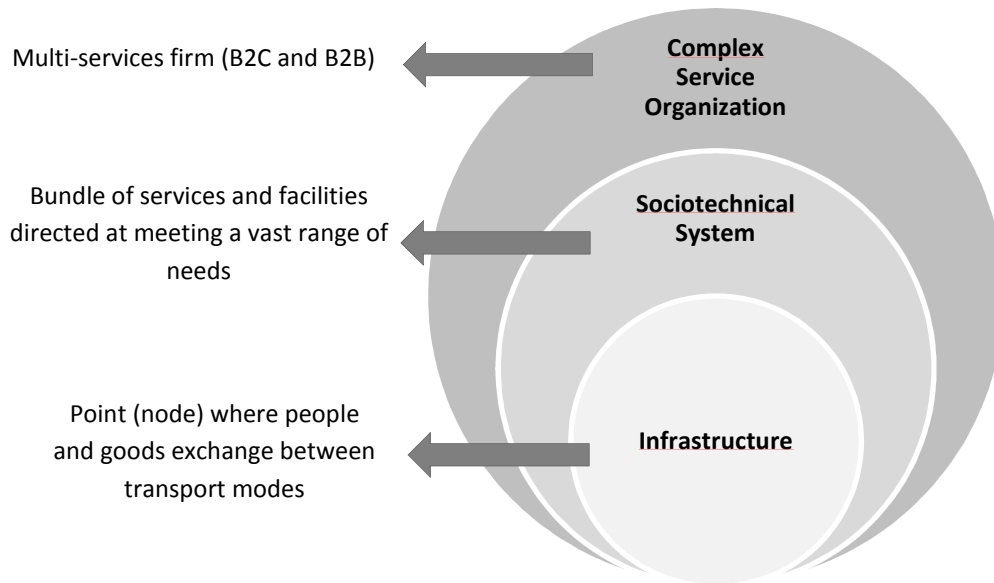 Multi-services firm (B2C and B2B)
Complex
Service
Organization
Bundle of services and facilities
directed at meeting a vast range of
needs
Sociotechnical
System
Point (node) where people
and goods exchange between
transport modes
Infrastructure